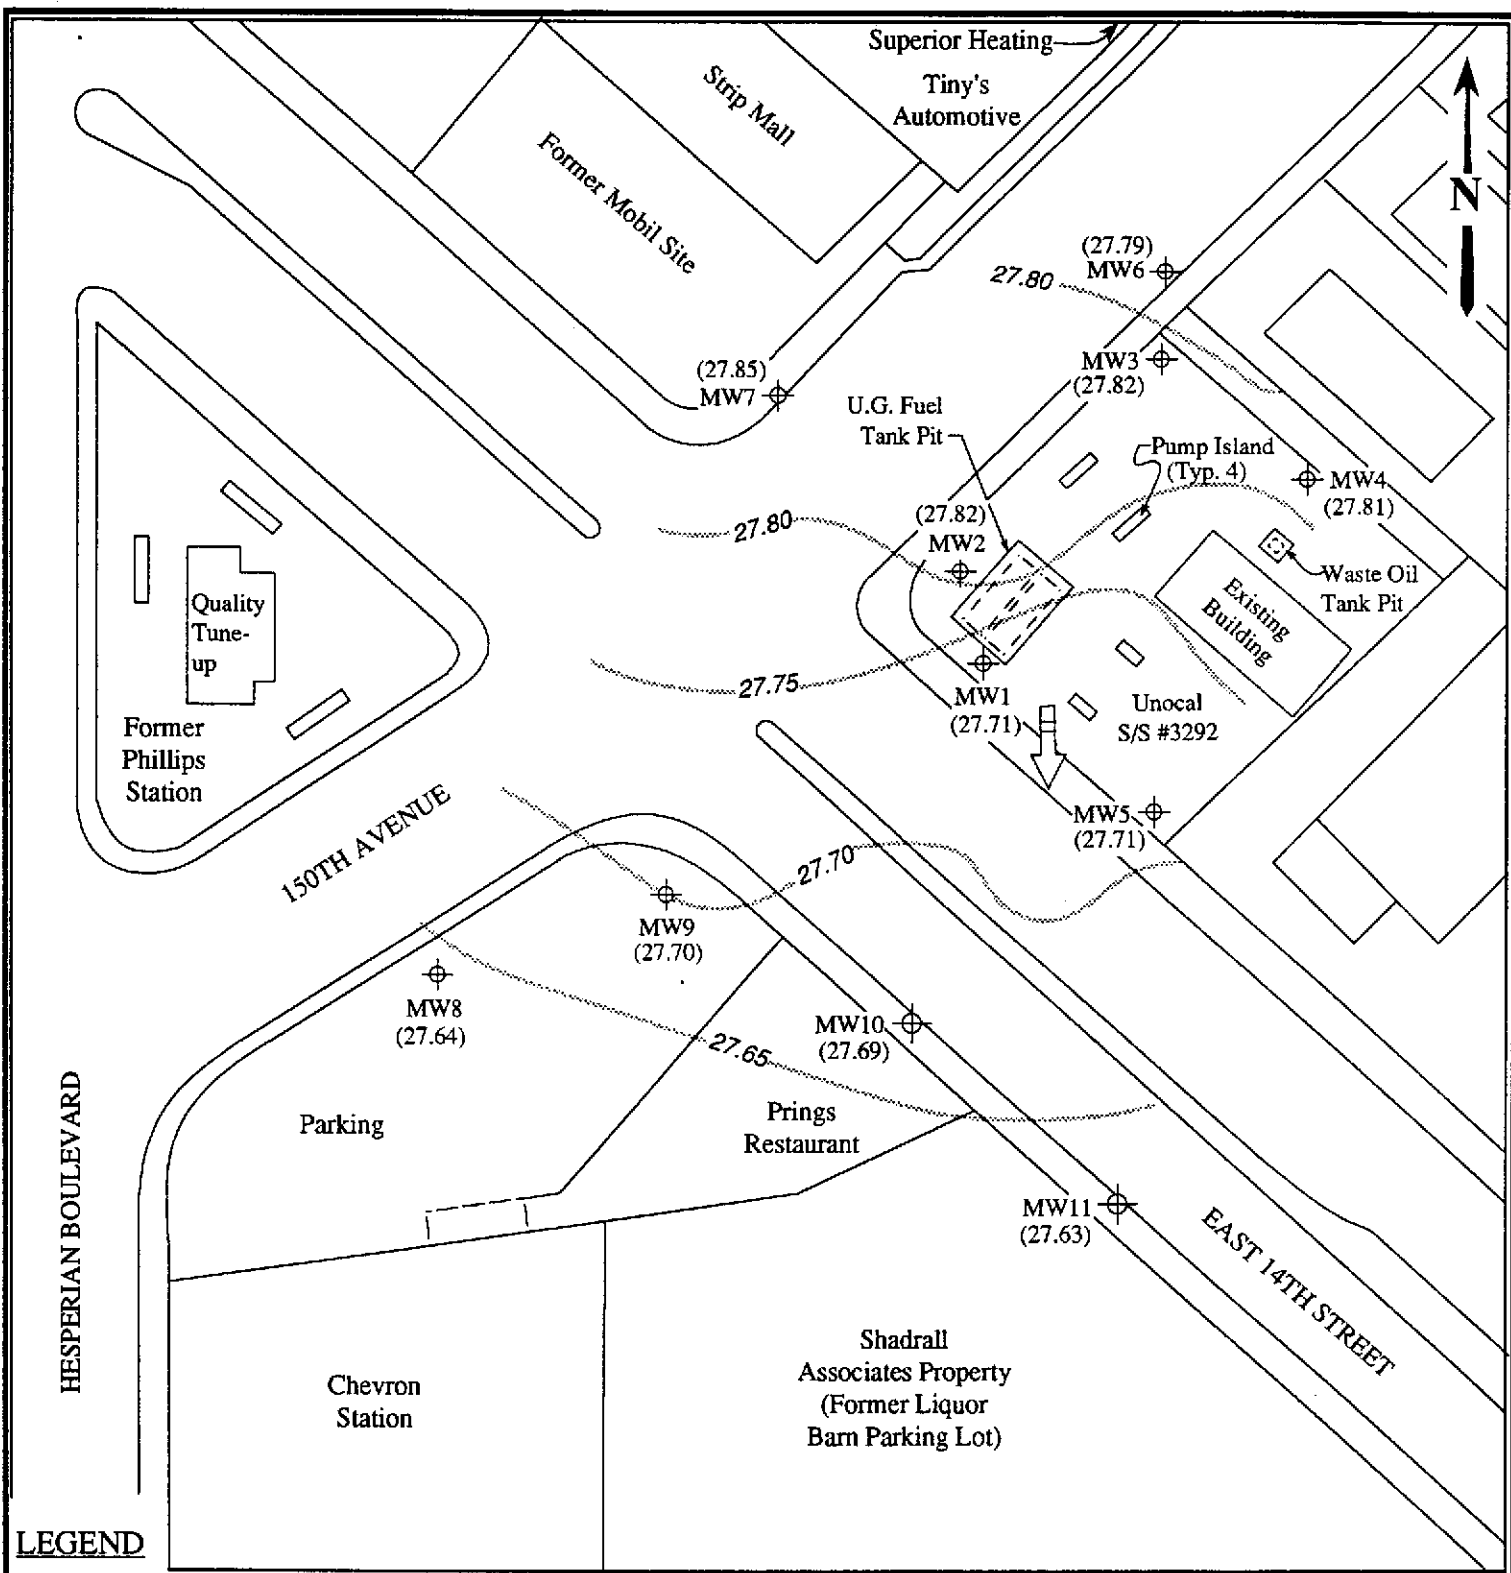 Superior Heating
Tiny's
Automotive
Strip Mall
Former Mobil Site
N
(27.79)
MW6
27.80
MW3
(27.82)
(27.85)
MW7
U.G. Fuel
Tank Pit
Pump Island
(Typ. 4)
MW4
(27.81)
27.80
(27.82)
MW2
Waste Oil
Tank Pit
Existing
Building
Quality
Tune-
up
27.75
MW1
(27.71)
Unocal
S/S #3292
Former
Phillips
Station
150TH AVENUE
MW5
(27.71)
27.70
MW9
(27.70)
MW8
(27.64)
MW10
(27.69)
27.65
Parking
Prings
Restaurant
MW11
(27.63)
EAST 14TH STREET
HESPERIAN BOULEVARD
Chevron
Station
Shadrall
Associates Property
(Former Liquor
Barn Parking Lot)
LEGEND